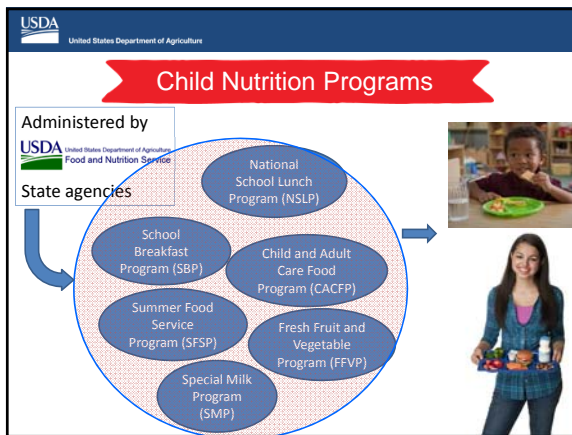 USDA
United States Department of Agriculture
Child Nutrition Programs
Administered by
USDA United States Department of Agriculture
Food and Nutrition Service
State agencies
National
School Lunch
Program (NSLP)
School
Breakfast
Program (SBP)
Child and Adult
Care Food
Program (CACFP)
Summer Food
Service
Program (SFSP)
Fresh Fruit and
Vegetable
Program (FFVP)
Special Milk
Program
(SMP)